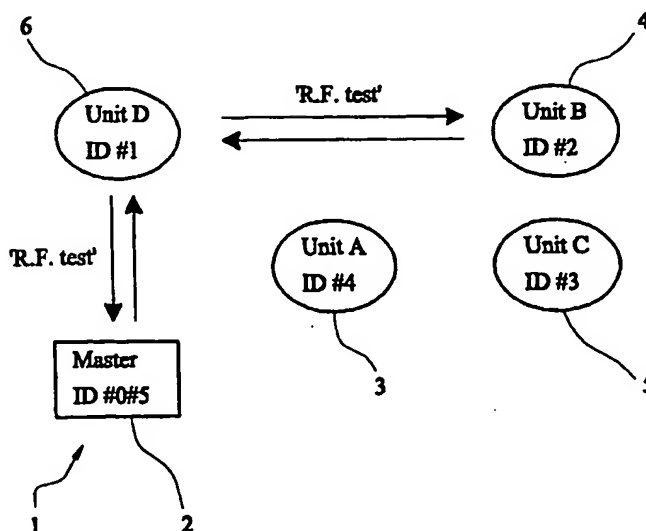 6
4
'R.F. test'
Unit D
ID #1
Unit B
ID #2
'R.F. test'
Unit A
ID #4
Unit C
ID #3
Master
ID #0#5
3
1
2